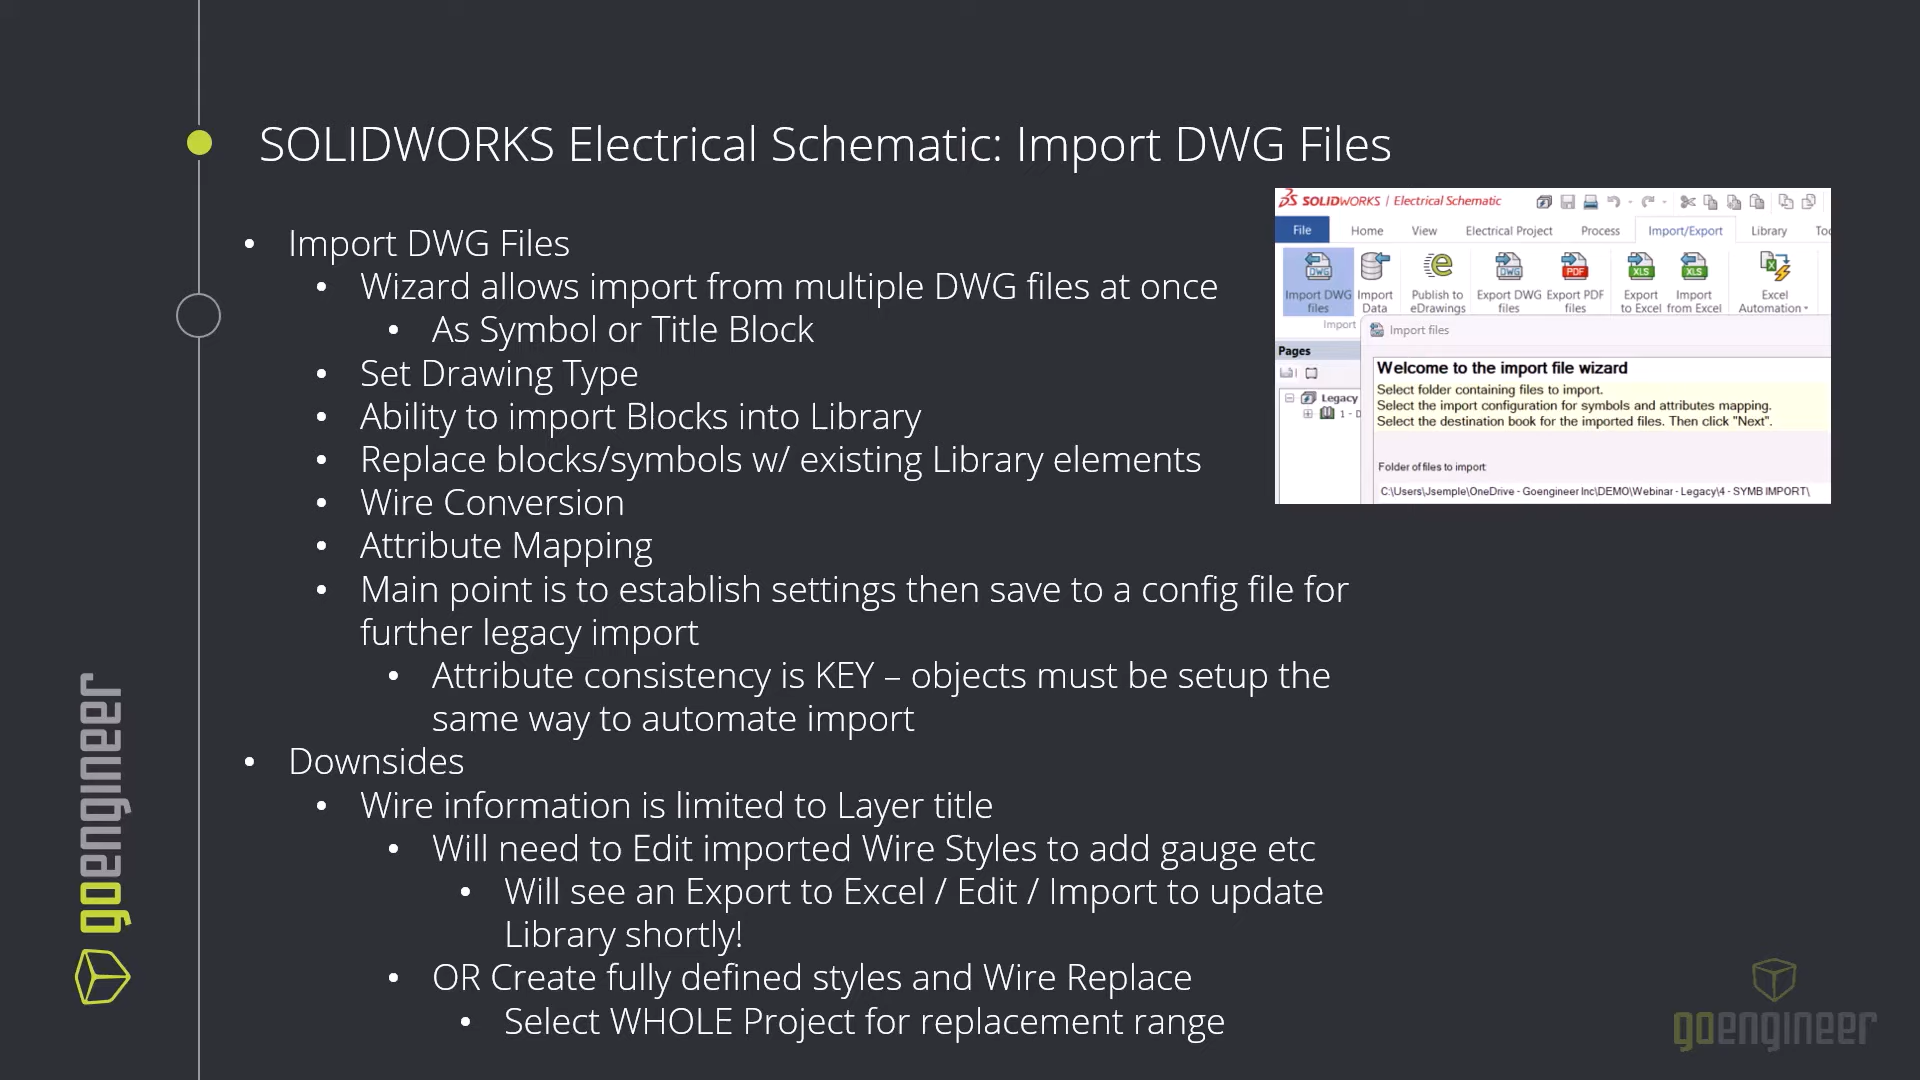 SOLIDWORKS Electrical Schematic: Import DWG Files
• Import DWG Files
• Wizard allows import from multiple DWG files at once
• As Symbol or Title Block
• Set Drawing Type
• Ability to import Blocks into Library
• Replace blocks/symbols w/ existing Library elements
• Wire Conversion
• Attribute Mapping
• Main point is to establish settings then save to a config file for
further legacy import
• Attribute consistency is KEY – objects must be setup the
same way to automate import
• Downsides
• Wire information is limited to Layer title
• Will need to Edit imported Wire Styles to add gauge etc
• Will see an Export to Excel / Edit / Import to update
Library shortly!
• OR Create fully defined styles and Wire Replace
• Select WHOLE Project for replacement range
SOLIDWORKS | Electrical Schematic
File Home View Electrical Project Process Import/Export Library
DWG DWG PDF XLS XLS
Import DWG files
Import Data
Publish to eDrawings
Export DWG files
Export PDF files
Export to Excel
Import from Excel
Excel Automation
Import
Import files
Pages
Legacy
1 - D
Welcome to the import file wizard
Select folder containing files to import.
Select the import configuration for symbols and attributes mapping.
Select the destination book for the imported files. Then click "Next".
Folder of files to import
C:\Users\Jsemple\OneDrive - Goengineer Inc\DEMO\Webinar - Legacy\4 - SYMB IMPORT\
goengineer
goengineer